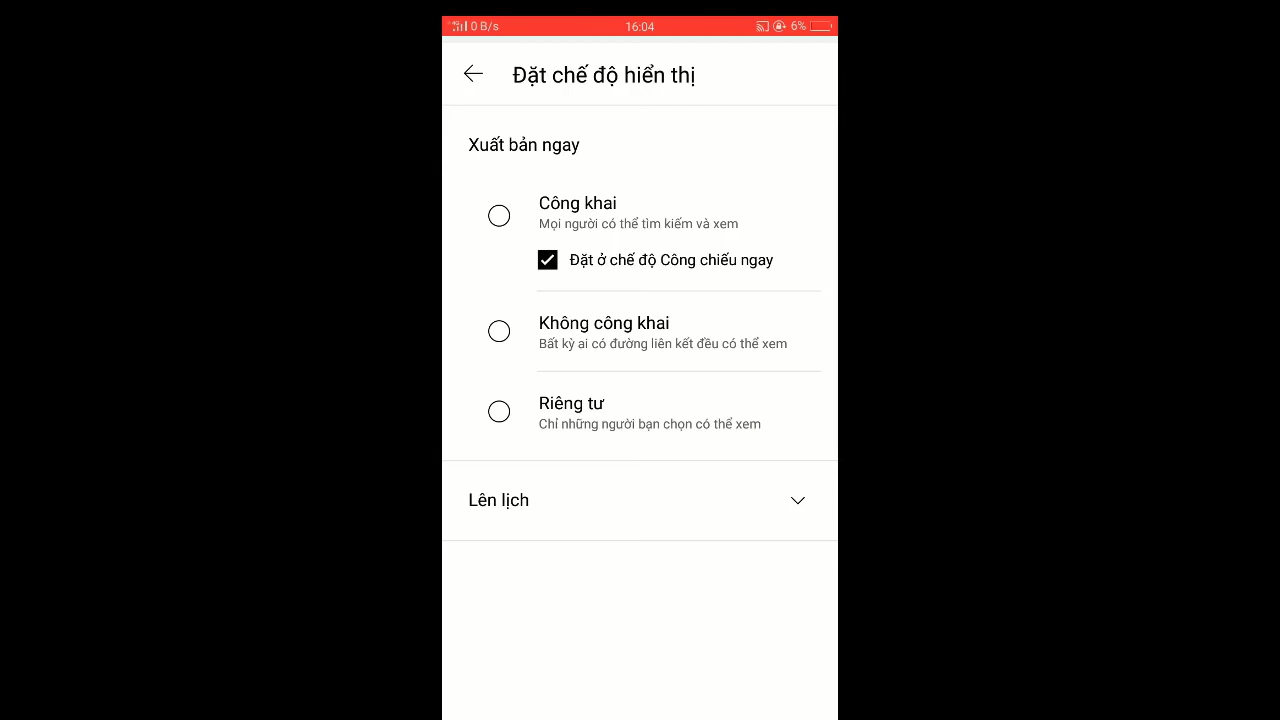 4G 0 B/s 16:04 6%
Đặt chế độ hiển thị
Xuất bản ngay
Công khai
Mọi người có thể tìm kiếm và xem
Đặt ở chế độ Công chiếu ngay
Không công khai
Bất kỳ ai có đường liên kết đều có thể xem
Riêng tư
Chỉ những người bạn chọn có thể xem
Lên lịch